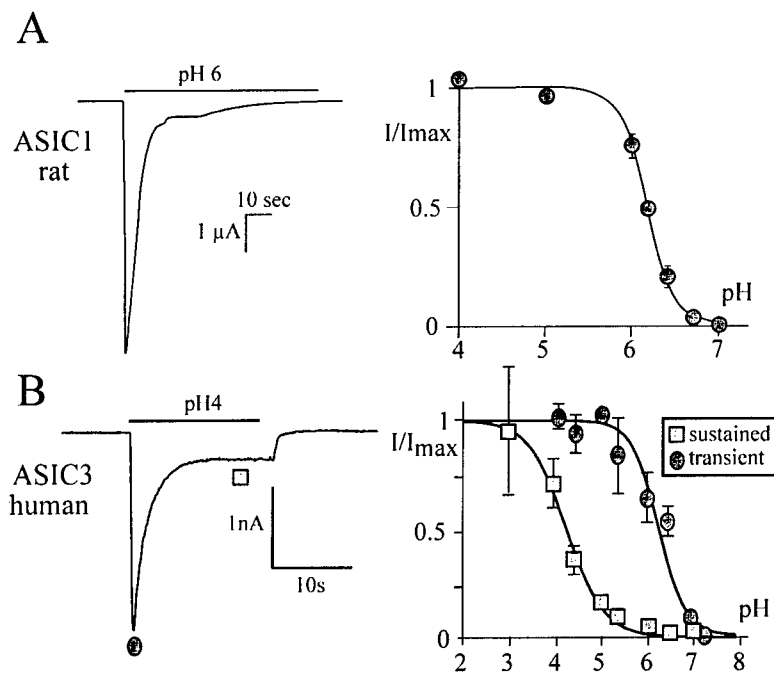 A
pH 6
ASIC1
rat
10 sec
1 µA
1
I/Imax
0.5
0
pH
4 5 6 7
B
pH4
ASIC3
human
1nA
10s
1
I/Imax
0.5
0
sustained
transient
pH
2 3 4 5 6 7 8